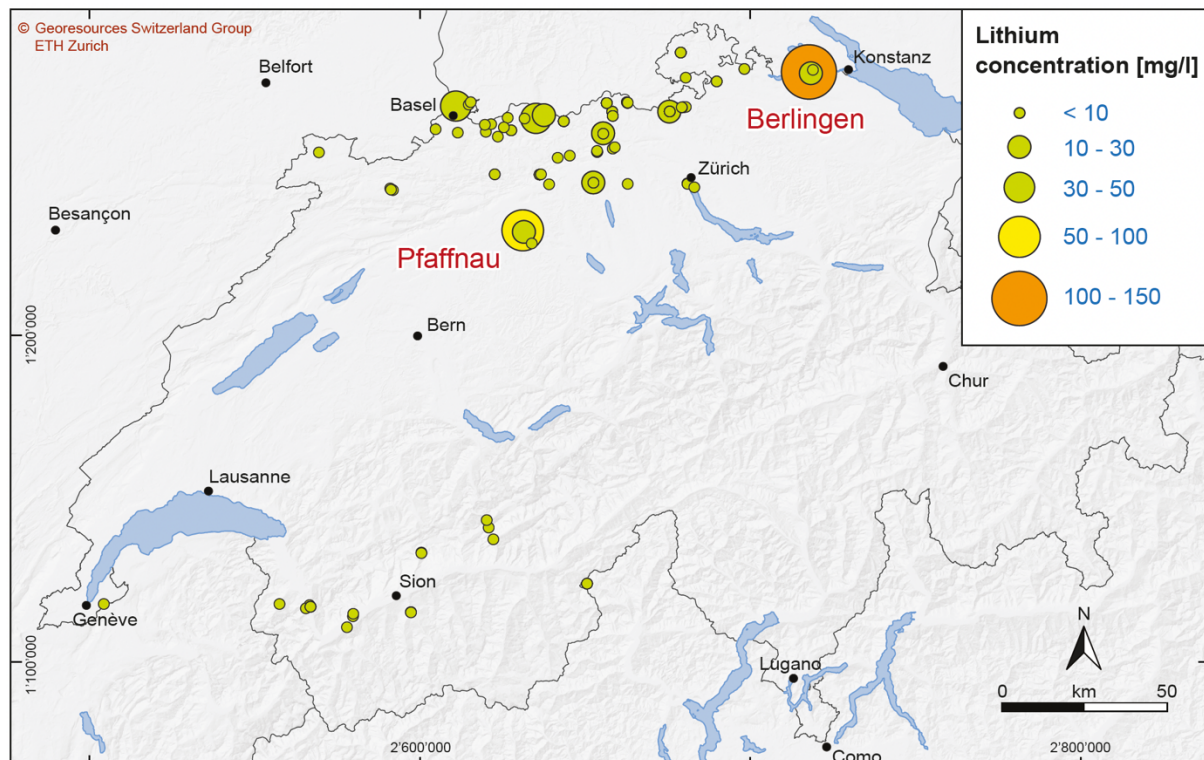 © Georesources Switzerland Group
ETH Zurich
Lithium
concentration [mg/l]
< 10
10 - 30
30 - 50
50 - 100
100 - 150
Belfort
Konstanz
Basel
Berlingen
Zürich
Besançon
Pfaffnau
Bern
1'200'000
Chur
Lausanne
Sion
Genève
N
Lugano
1'100'000
0 km 50
2'600'000
Como
2'800'000